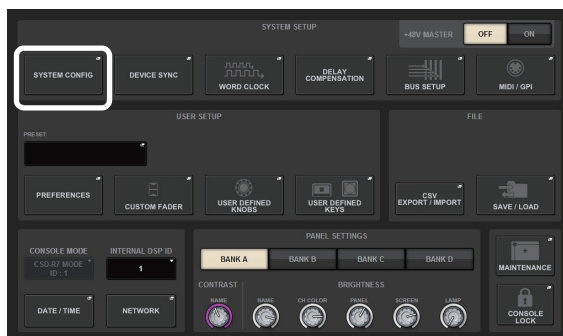 SYSTEM SETUP
+48V MASTER
OFF
ON
SYSTEM CONFIG
DEVICE SYNC
WORD CLOCK
DELAY
COMPENSATION
BUS SETUP
MIDI / GPI
USER SETUP
FILE
PRESET
PREFERENCES
CUSTOM FADER
USER DEFINED
KNOBS
USER DEFINED
KEYS
CSV
EXPORT / IMPORT
SAVE / LOAD
PANEL SETTINGS
CONSOLE MODE
INTERNAL DSP ID
CSD-R7 MODE
ID : 1
1
BANK A
BANK B
BANK C
BANK D
MAINTENANCE
CONTRAST
BRIGHTNESS
NAME
NAME
CH COLOR
PANEL
SCREEN
LAMP
DATE / TIME
NETWORK
CONSOLE
LOCK